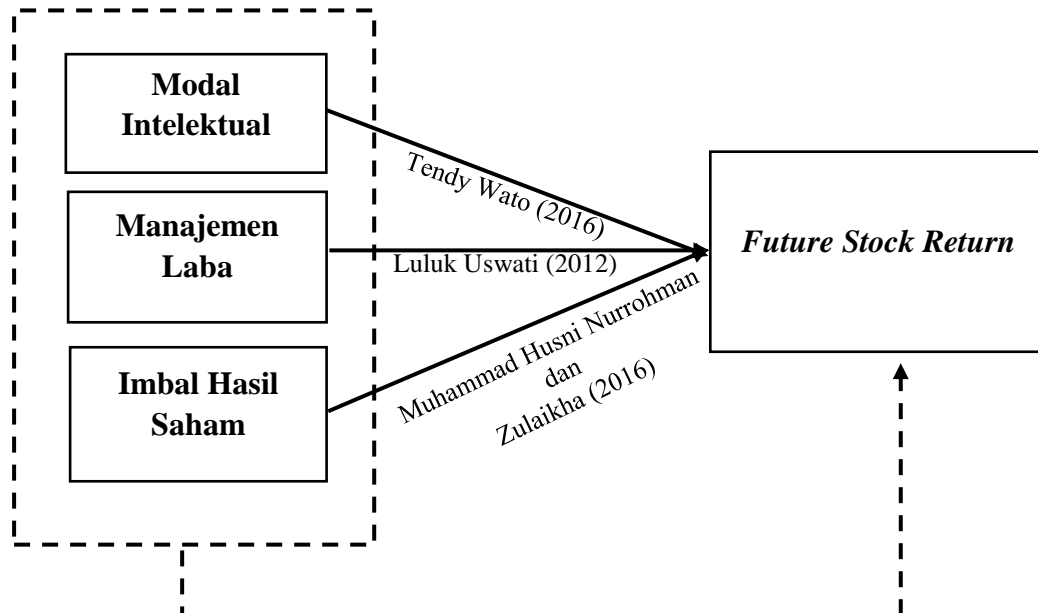 Modal
Intelektual
Tendy Wato (2016)
Manajemen
Laba
Luluk Uswati (2012)
Future Stock Return
Imbal Hasil
Saham
Muhammad Husni Nurrohman
dan
Zulaikha (2016)